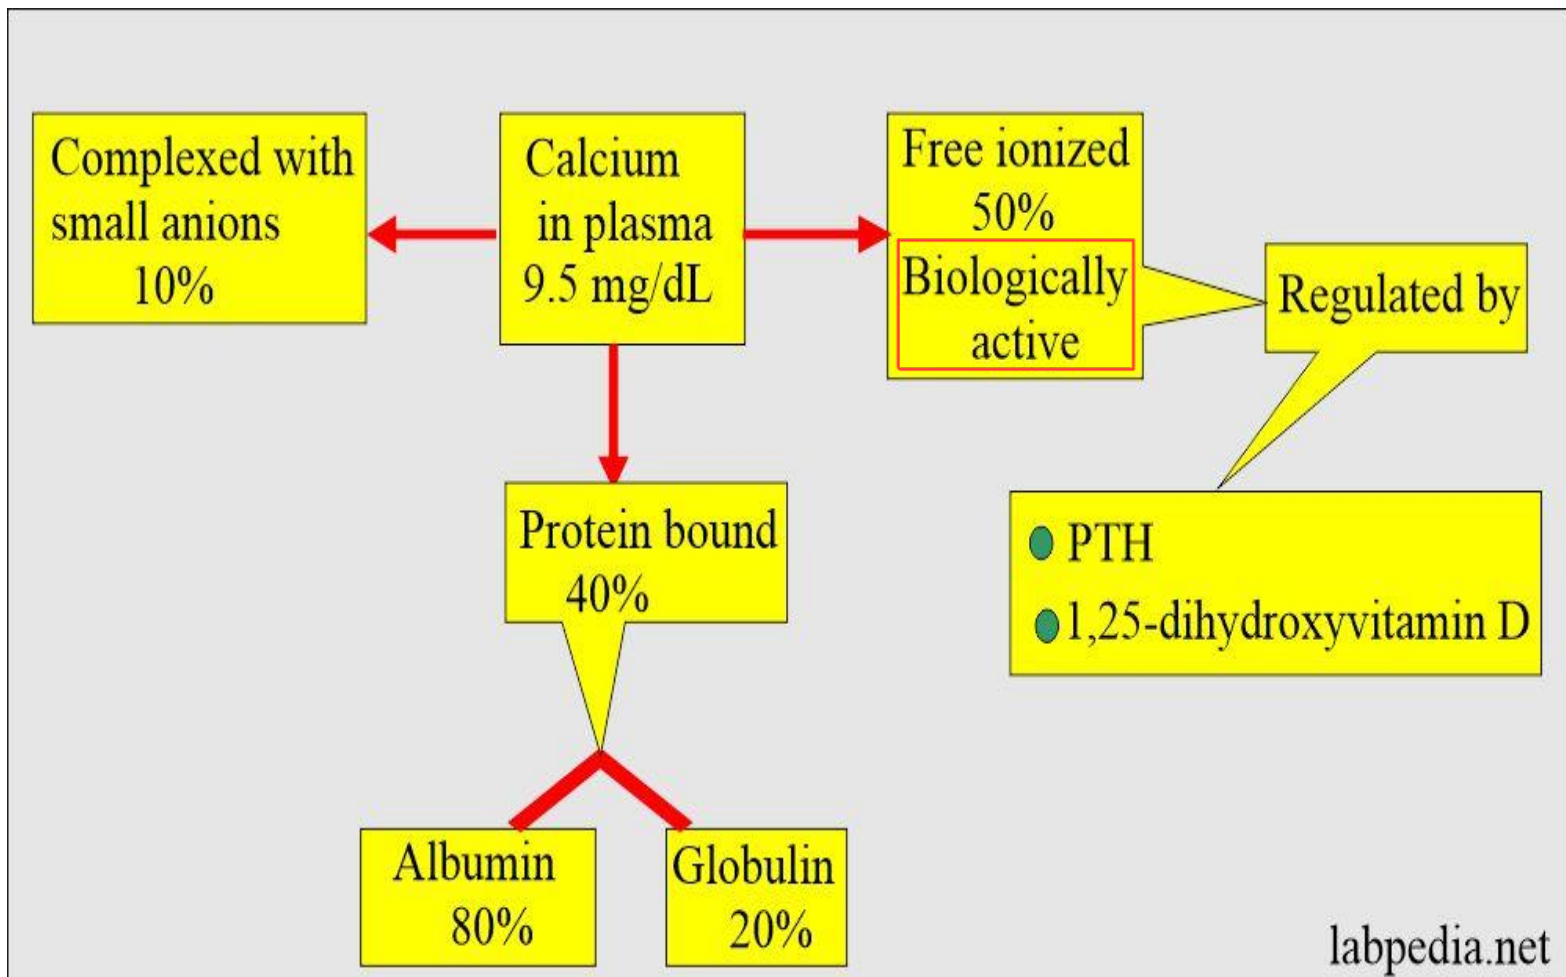 Complexed with
small anions
10%
Calcium
in plasma
9.5 mg/dL
Free ionized
50%
Biologically
active
Regulated by
PTH
1,25-dihydroxyvitamin D
Protein bound
40%
Albumin
80%
Globulin
20%
labpedia.net